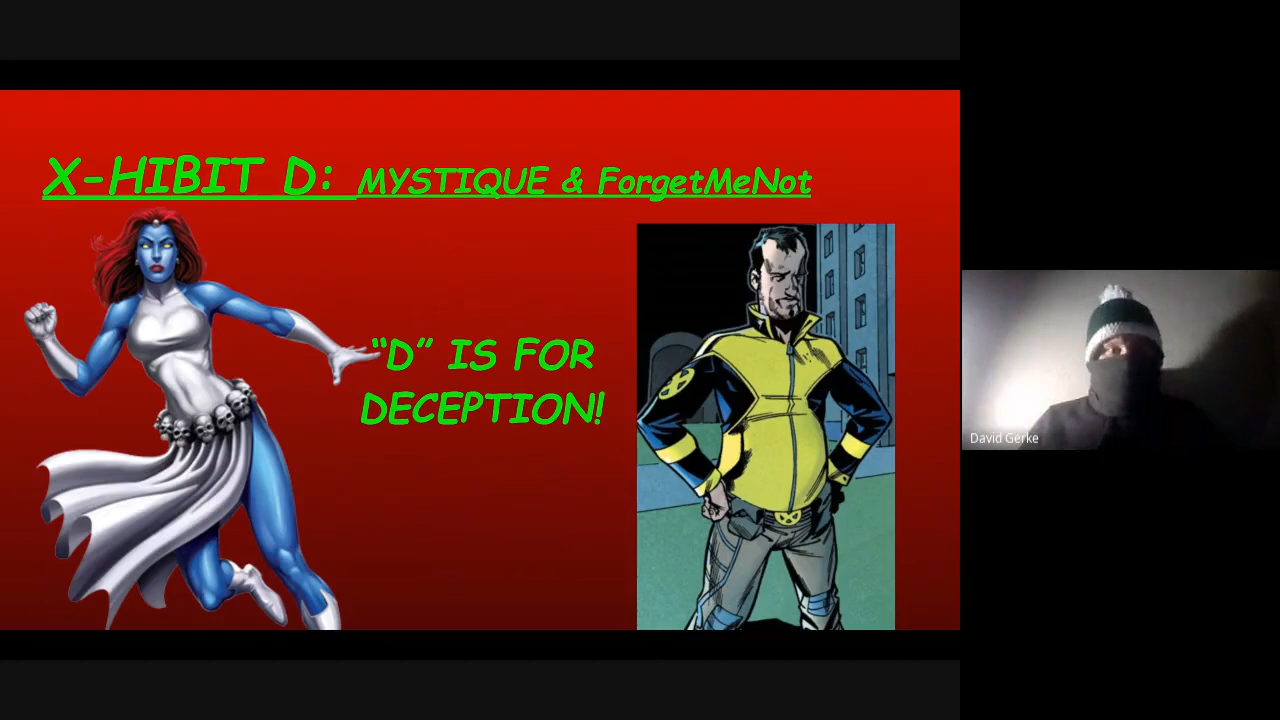 X-HIBIT D: MYSTIQUE & ForgetMeNot
“D” IS FOR
DECEPTION!
David Gerke